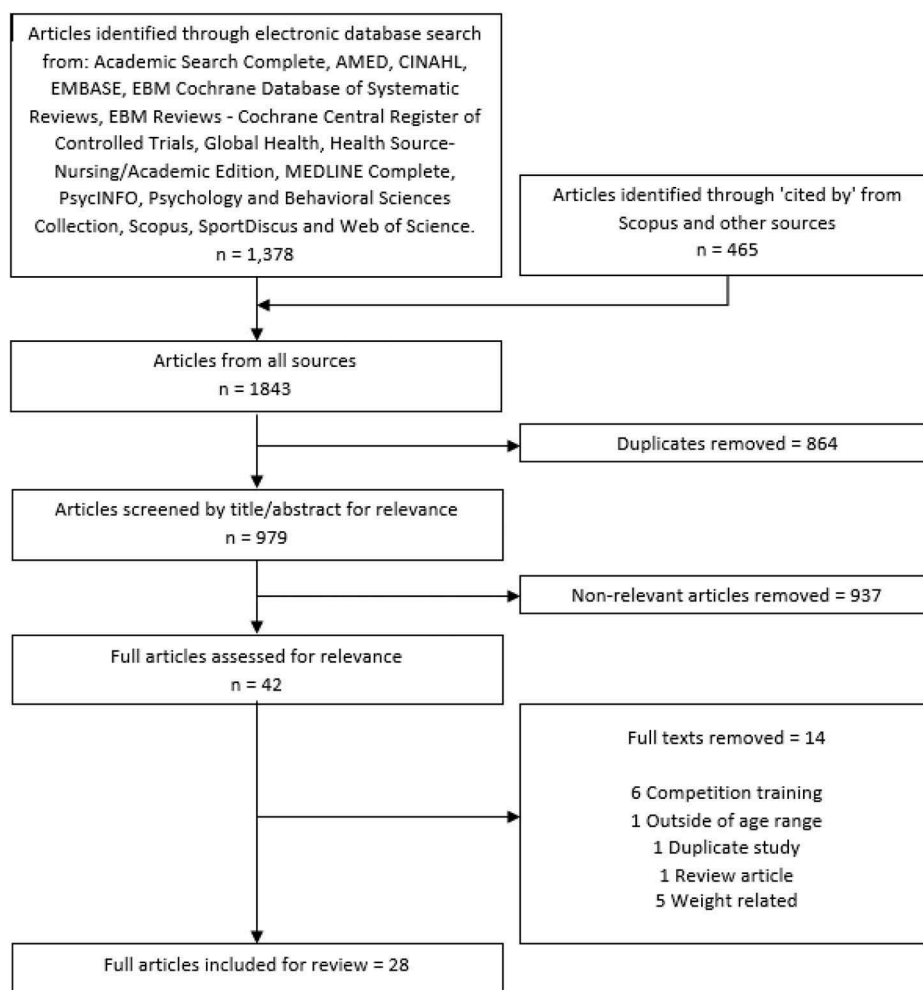 Articles identified through electronic database search
from: Academic Search Complete, AMED, CINAHL,
EMBASE, EBM Cochrane Database of Systematic
Reviews, EBM Reviews - Cochrane Central Register of
Controlled Trials, Global Health, Health Source-
Nursing/Academic Edition, MEDLINE Complete,
PsycINFO, Psychology and Behavioral Sciences
Collection, Scopus, SportDiscus and Web of Science.
n = 1,378
Articles identified through 'cited by' from
Scopus and other sources
n = 465
Articles from all sources
n = 1843
Duplicates removed = 864
Articles screened by title/abstract for relevance
n = 979
Non-relevant articles removed = 937
Full articles assessed for relevance
n = 42
Full texts removed = 14
6 Competition training
1 Outside of age range
1 Duplicate study
1 Review article
5 Weight related
Full articles included for review = 28